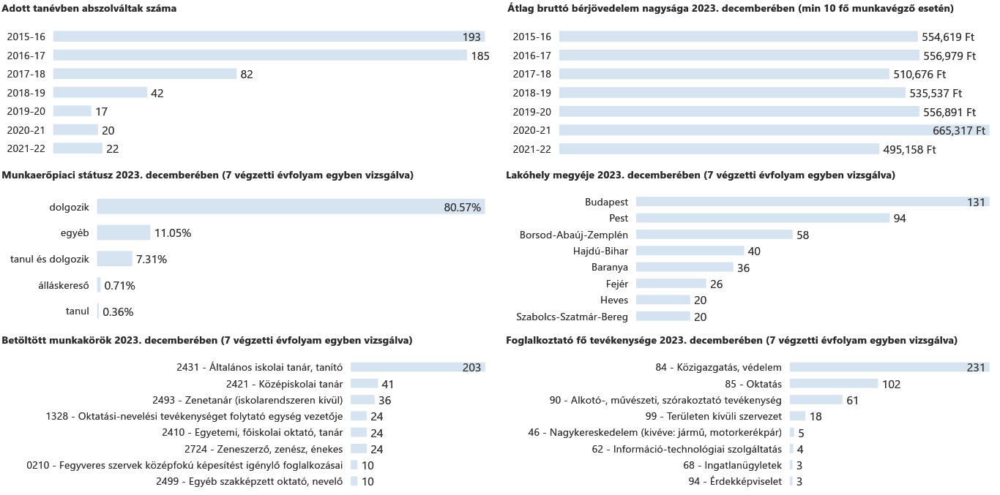 Adott tanévben abszolváltak száma
2015-16 193
2016-17 185
2017-18 82
2018-19 42
2019-20 17
2020-21 20
2021-22 22
Átlag bruttó bérjövedelem nagysága 2023. decemberében (min 10 fő munkavégző esetén)
2015-16 554,619 Ft
2016-17 556,979 Ft
2017-18 510,676 Ft
2018-19 535,537 Ft
2019-20 556,891 Ft
2020-21 665,317 Ft
2021-22 495,158 Ft
Munkaerőpiaci státusz 2023. decemberében (7 végzetti évfolyam egyben vizsgálva)
dolgozik 80.57%
egyéb 11.05%
tanul és dolgozik 7.31%
álláskereső 0.71%
tanul 0.36%
Lakóhely megyéje 2023. decemberében (7 végzetti évfolyam egyben vizsgálva)
Budapest 131
Pest 94
Borsod-Abaúj-Zemplén 58
Hajdú-Bihar 40
Baranya 36
Fejér 26
Heves 20
Szabolcs-Szatmár-Bereg 20
Betöltött munkakörök 2023. decemberében (7 végzetti évfolyam egyben vizsgálva)
2431 - Általános iskolai tanár, tanító 203
2421 - Középiskolai tanár 41
2493 - Zenetanár (iskolarendszeren kívül) 36
1328 - Oktatási-nevelési tevékenységet folytató egység vezetője 24
2410 - Egyetemi, főiskolai oktató, tanár 24
2724 - Zeneszerző, zenész, énekes 24
0210 - Fegyveres szervek középfokú képesítést igénylő foglalkozásai 10
2499 - Egyéb szakképzett oktató, nevelő 10
Foglalkoztató fő tevékenysége 2023. decemberében (7 végzetti évfolyam egyben vizsgálva)
84 - Közigazgatás, védelem 231
85 - Oktatás 102
90 - Alkotó-, művészeti, szórakoztató tevékenység 61
99 - Területen kívüli szervezet 18
46 - Nagykereskedelem (kivéve: jármű, motorkerékpár) 5
62 - Információ-technológiai szolgáltatás 4
68 - Ingatlanügyletek 3
94 - Érdekképviselet 3